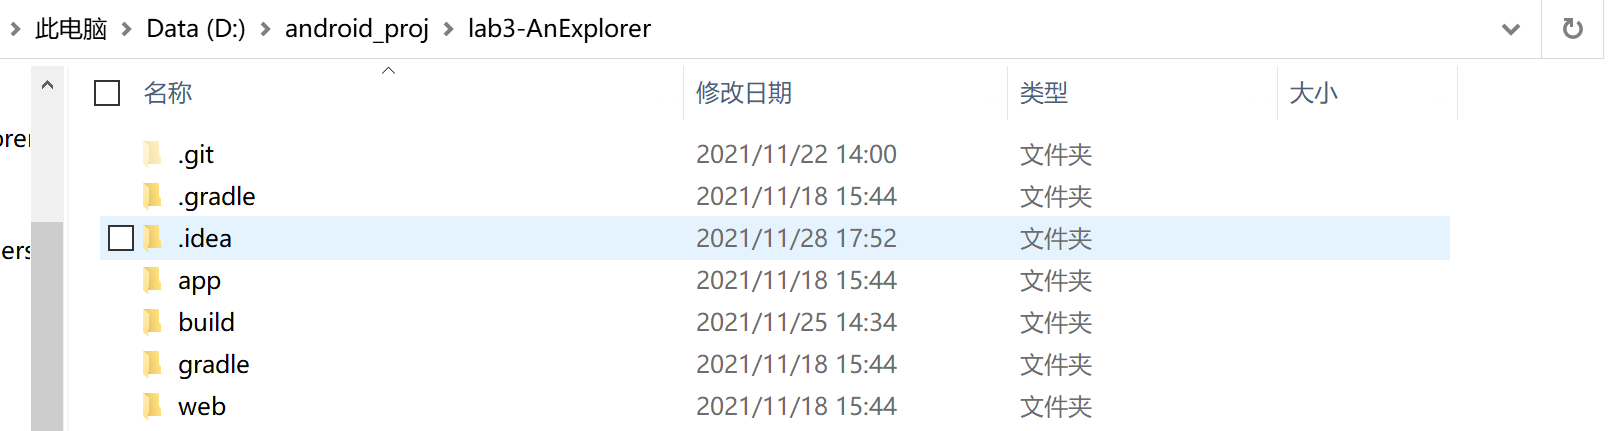 此电脑 Data (D:) android_proj lab3-AnExplorer
名称 修改日期 类型 大小
.git 2021/11/22 14:00 文件夹
.gradle 2021/11/18 15:44 文件夹
.idea 2021/11/28 17:52 文件夹
app 2021/11/18 15:44 文件夹
build 2021/11/25 14:34 文件夹
gradle 2021/11/18 15:44 文件夹
web 2021/11/18 15:44 文件夹